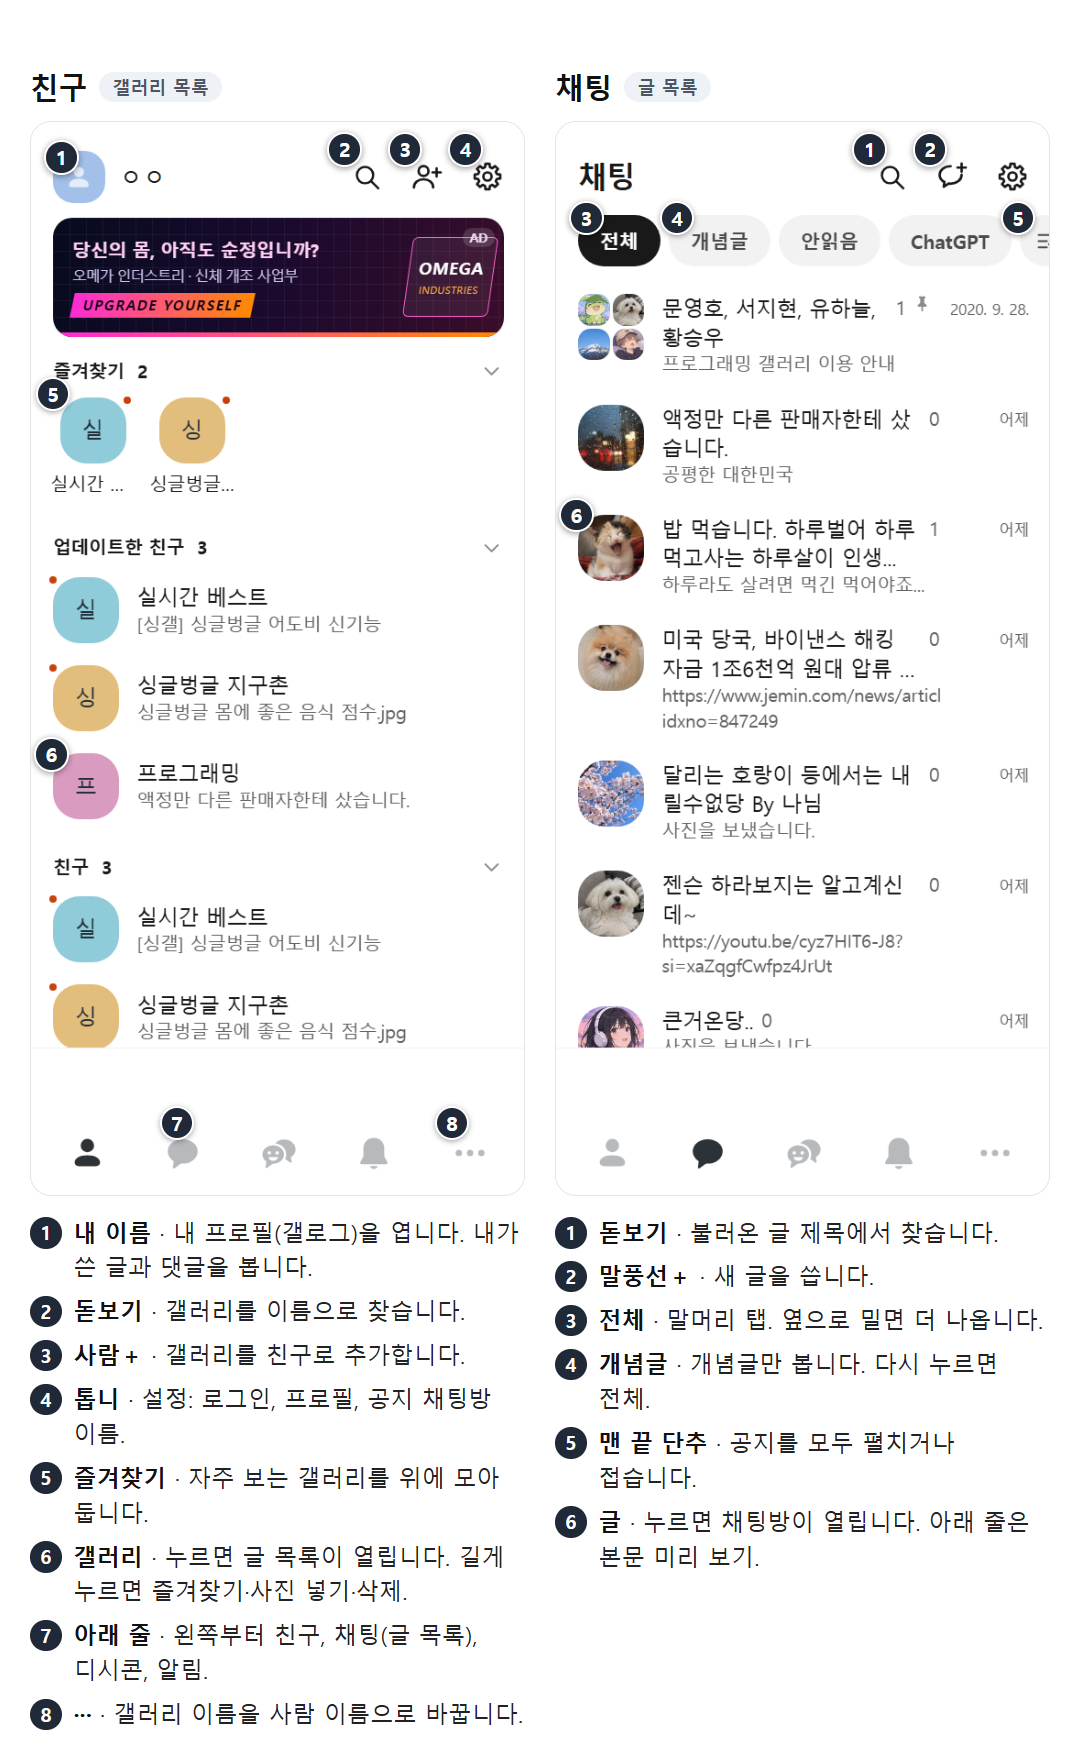 친구 갤러리 목록
1 ㅇㅇ 2 3 4
당신의 몸, 아직도 순정입니까?
오메가 인더스트리 · 신체 개조 사업부
UPGRADE YOURSELF
AD
OMEGA
INDUSTRIES
즐겨찾기 2
5
실 싱
실시간 ... 싱글벙글...
업데이트한 친구 3
실
실시간 베스트
[싱갤] 싱글벙글 어도비 신기능
싱
싱글벙글 지구촌
싱글벙글 몸에 좋은 음식 점수.jpg
6
프
프로그래밍
액정만 다른 판매자한테 샀습니다.
친구 3
실
실시간 베스트
[싱갤] 싱글벙글 어도비 신기능
싱
싱글벙글 지구촌
싱글벙글 몸에 좋은 음식 점수.jpg
7 8
1 내 이름 · 내 프로필(갤로그)을 엽니다. 내가
쓴 글과 댓글을 봅니다.
2 돋보기 · 갤러리를 이름으로 찾습니다.
3 사람+ · 갤러리를 친구로 추가합니다.
4 톱니 · 설정: 로그인, 프로필, 공지 채팅방
이름.
5 즐겨찾기 · 자주 보는 갤러리를 위에 모아
둡니다.
6 갤러리 · 누르면 글 목록이 열립니다. 길게
누르면 즐겨찾기·사진 넣기·삭제.
7 아래 줄 · 왼쪽부터 친구, 채팅(글 목록),
디시콘, 알림.
8 ··· · 갤러리 이름을 사람 이름으로 바꿉니다.
채팅 글 목록
채팅 1 2
3 전체 4 개념글 안읽음 ChatGPT 5
문영호, 서지현, 유하늘, 1 2020. 9. 28.
황승우
프로그래밍 갤러리 이용 안내
액정만 다른 판매자한테 샀 0 어제
습니다.
공평한 대한민국
6
밥 먹습니다. 하루벌어 하루 1 어제
먹고사는 하루살이 인생...
하루라도 살려면 먹긴 먹어야죠...
미국 당국, 바이낸스 해킹 0 어제
자금 1조6천억 원대 압류 ...
https://www.jemin.com/news/articl
idxno=847249
달리는 호랑이 등에서는 내 0 어제
릴수없당 By 나님
사진을 보냈습니다.
젠슨 하라보지는 알고계신 0 어제
데~
https://youtu.be/cyz7HIT6-J8?
si=xaZqgfCwfpz4JrUt
큰거온당.. 0 어제
사진을 보냈습니다
1 돋보기 · 불러온 글 제목에서 찾습니다.
2 말풍선+ · 새 글을 씁니다.
3 전체 · 말머리 탭. 옆으로 밀면 더 나옵니다.
4 개념글 · 개념글만 봅니다. 다시 누르면
전체.
5 맨 끝 단추 · 공지를 모두 펼치거나
접습니다.
6 글 · 누르면 채팅방이 열립니다. 아래 줄은
본문 미리 보기.